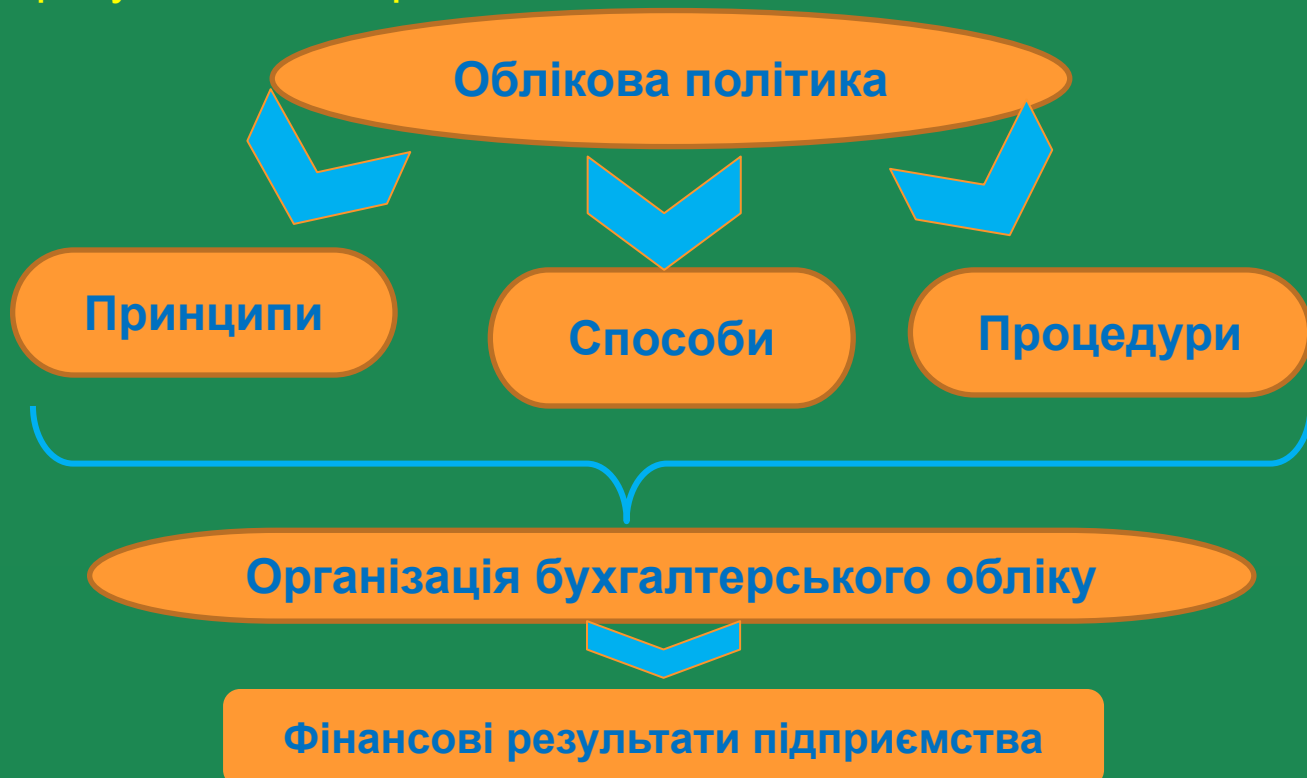 Облікова політика
Принципи
Способи
Процедури
Організація бухгалтерського обліку
Фінансові результати підприємства